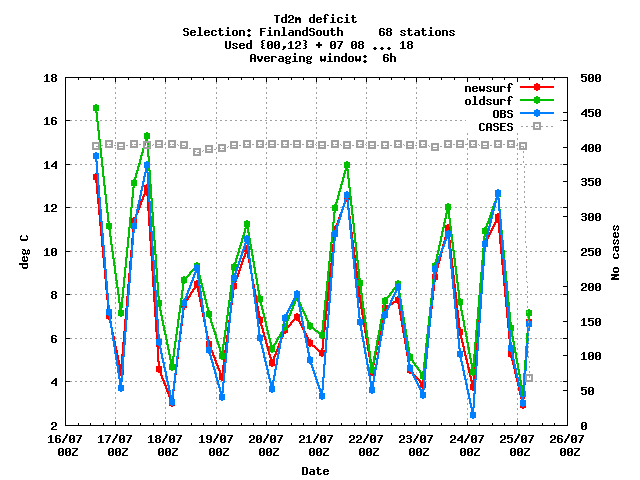 Td2m deficit
Selection: FinlandSouth     68 stations
Used {00,12} + 07 08 ... 18
Averaging window:  6h
18 500
newsurf
oldsurf
OBS
CASES
16 450
14 400
350
12 300
10 250
8 200
6 150
100
4 50
2 0
deg C
No cases
16/07 17/07 18/07 19/07 20/07 21/07 22/07 23/07 24/07 25/07 26/07
00Z 00Z 00Z 00Z 00Z 00Z 00Z 00Z 00Z 00Z 00Z
Date